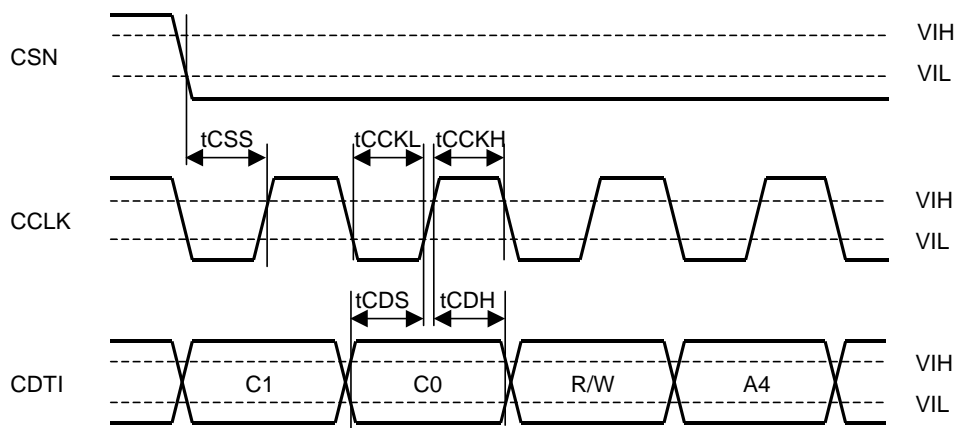 CSN
VIH
VIL
tCSS
tCCKL
tCCKH
CCLK
VIH
VIL
tCDS
tCDH
CDTI
C1
C0
R/W
A4
VIH
VIL